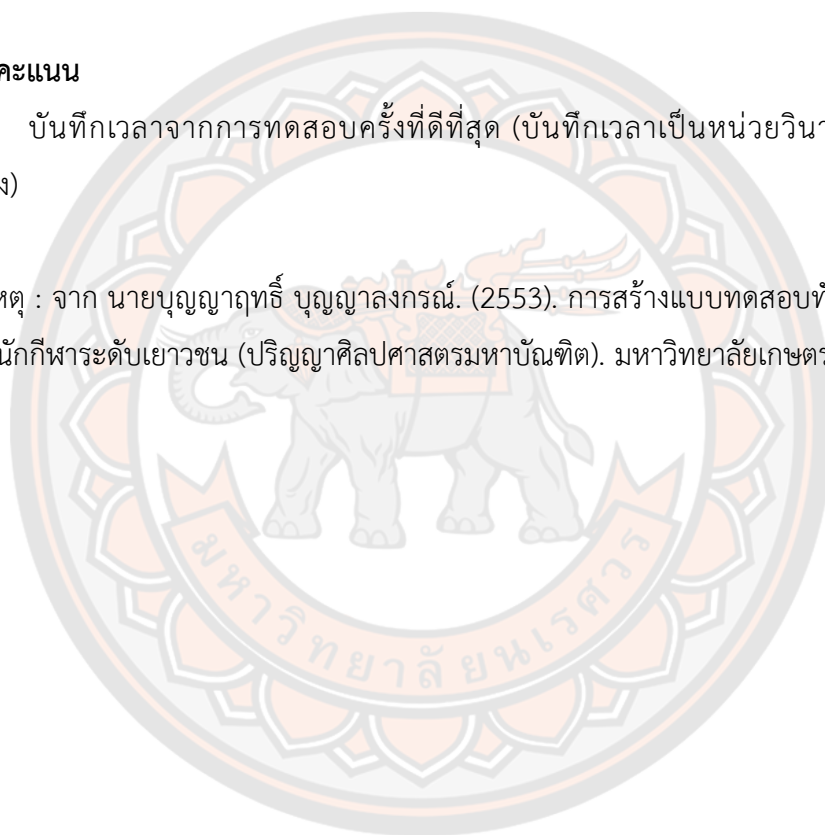 คะแนน
บันทึกเวลาจากการทดสอบครั้งที่ดีที่สุด (บันทึกเวลาเป็นหน่วยวินา
ง)
หตุ : จาก นายบุญญาฤทธิ์ บุญญาลงกรณ์. (2553). การสร้างแบบทดสอบทั
นักกีฬาระดับเยาวชน (ปริญญาศิลปศาสตรมหาบัณฑิต). มหาวิทยาลัยเกษตร
มหาวิทยาลัยนเรศวร